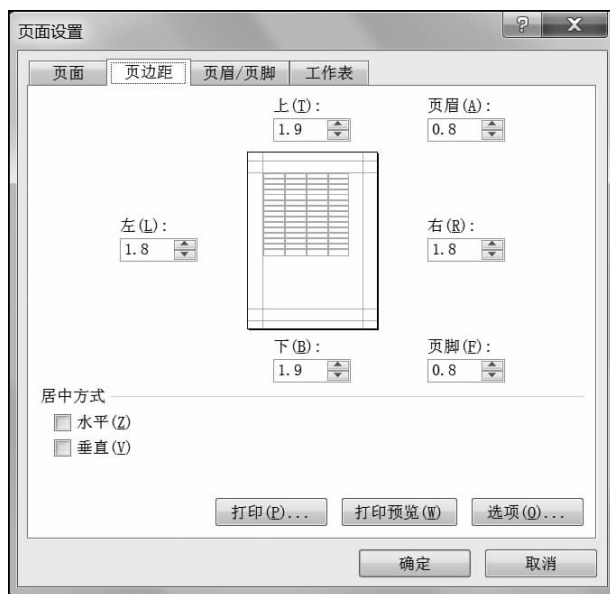 页面设置
页面 页边距 页眉/页脚 工作表
上(T): 页眉(A):
1.9 0.8
左(L): 右(R):
1.8 1.8
下(B): 页脚(F):
1.9 0.8
居中方式
水平(Z)
垂直(V)
打印(P)... 打印预览(W) 选项(O)...
确定 取消